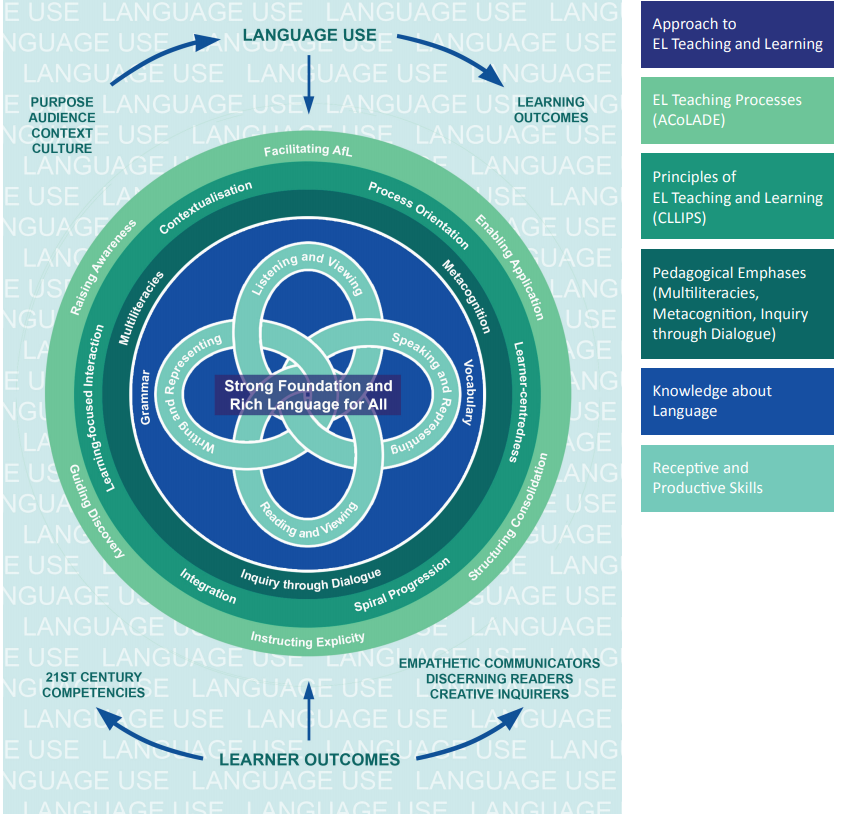 LANGUAGE USE
PURPOSE
AUDIENCE
CONTEXT
CULTURE
LEARNING
OUTCOMES
Facilitating AfL
Raising Awareness
Enabling Application
Guiding Discovery
Structuring Consolidation
Instructing Explicity
Contextualisation
Process Orientation
Learning-focused Interaction
Learner-centredness
Integration
Spiral Progression
Multiliteracies
Metacognition
Inquiry through Dialogue
Grammar
Vocabulary
Listening and Viewing
Writing and Representing
Speaking and Representing
Reading and Viewing
Strong Foundation and
Rich Language for All
21ST CENTURY
COMPETENCIES
EMPATHETIC COMMUNICATORS
DISCERNING READERS
CREATIVE INQUIRERS
LEARNER OUTCOMES
Approach to
EL Teaching and Learning
EL Teaching Processes
(ACoLADE)
Principles of
EL Teaching and Learning
(CLLIPS)
Pedagogical Emphases
(Multiliteracies,
Metacognition, Inquiry
through Dialogue)
Knowledge about
Language
Receptive and
Productive Skills